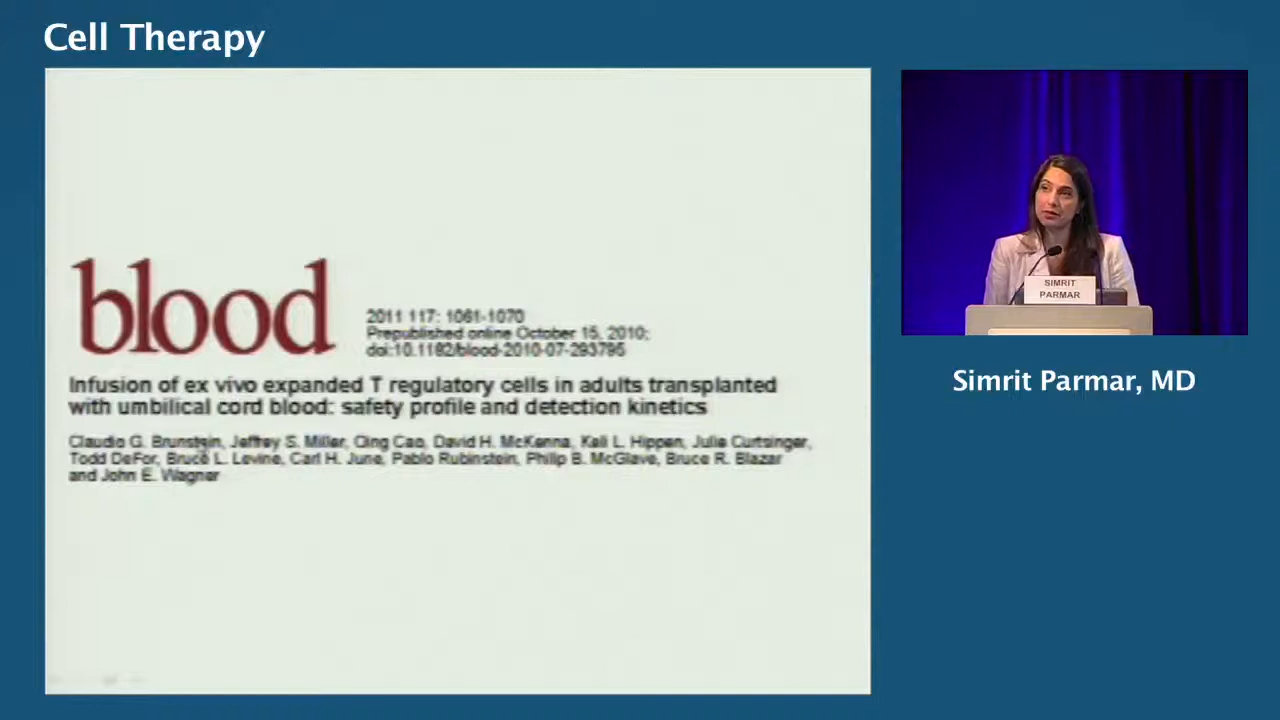 Cell Therapy
blood
2011 117: 1061-1070
Prepublished online October 15, 2010;
doi:10.1182/blood-2010-07-293795
Infusion of ex vivo expanded T regulatory cells in adults transplanted
with umbilical cord blood: safety profile and detection kinetics
Claudio G. Brunstein, Jeffrey S. Miller, Qing Cao, David H. McKenna, Keli L. Hippen, Julie Curtsinger,
Todd DeFor, Bruce L. Levine, Carl H. June, Pablo Rubinstein, Philip B. McGlave, Bruce R. Blazar
and John E. Wagner
SIMRIT
PARMAR
Simrit Parmar, MD